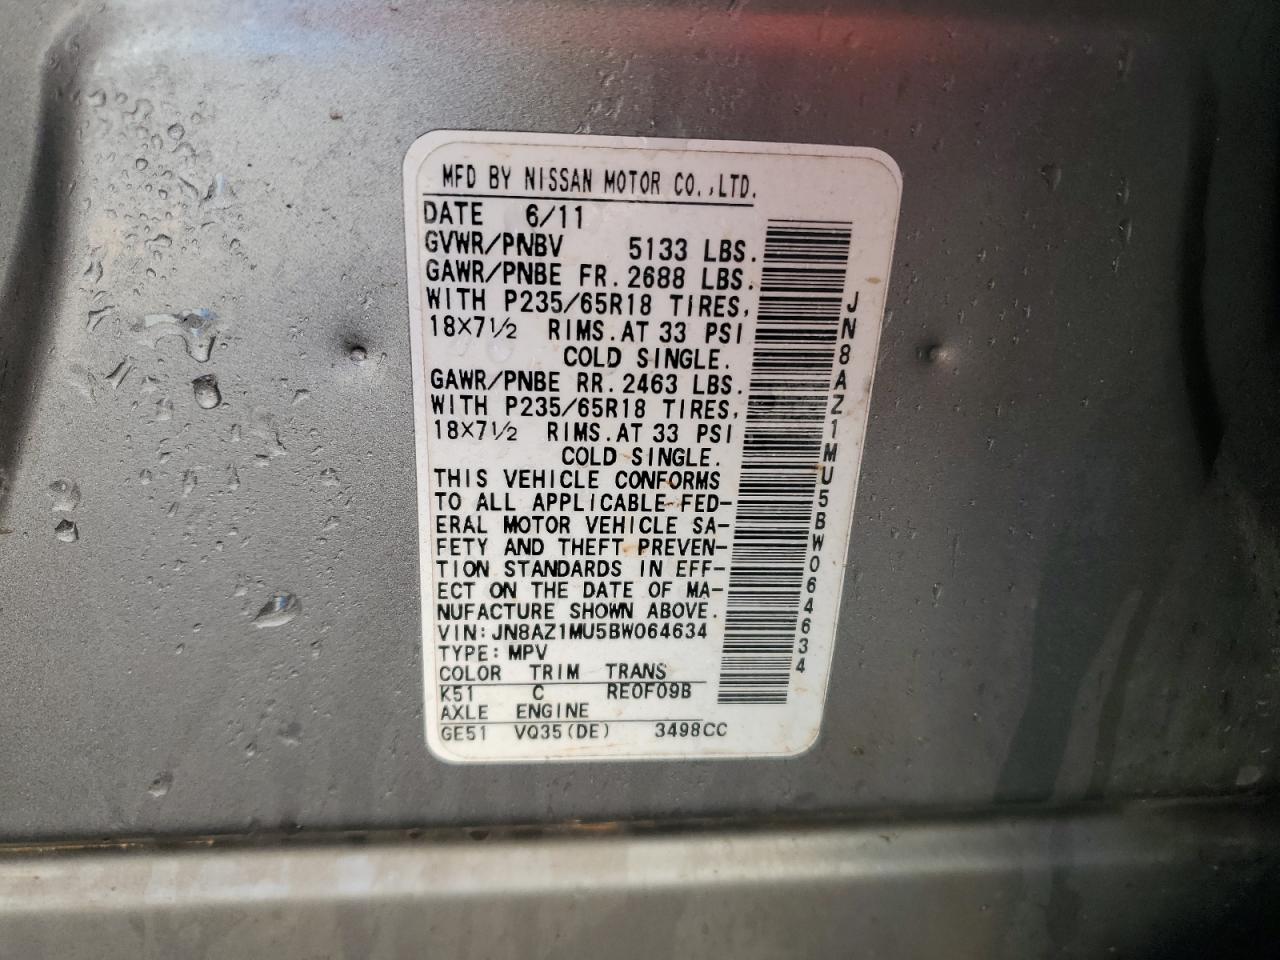 MFD BY NISSAN MOTOR CO.,LTD.
DATE 6/11
GVWR/PNBV 5133 LBS.
GAWR/PNBE FR. 2688 LBS.
WITH P235/65R18 TIRES,
18×7½ RIMS. AT 33 PSI
COLD SINGLE.
GAWR/PNBE RR. 2463 LBS.
WITH P235/65R18 TIRES,
18×7½ RIMS. AT 33 PSI
COLD SINGLE.
THIS VEHICLE CONFORMS
TO ALL APPLICABLE FED-
ERAL MOTOR VEHICLE SA-
FETY AND THEFT PREVEN-
TION STANDARDS IN EFF-
ECT ON THE DATE OF MA-
NUFACTURE SHOWN ABOVE.
VIN: JN8AZ1MU5BW064634
TYPE: MPV
COLOR TRIM TRANS
K51 C RE0F09B
AXLE ENGINE
GE51 VQ35(DE) 3498CC
JN8AZ1MU5BW064634